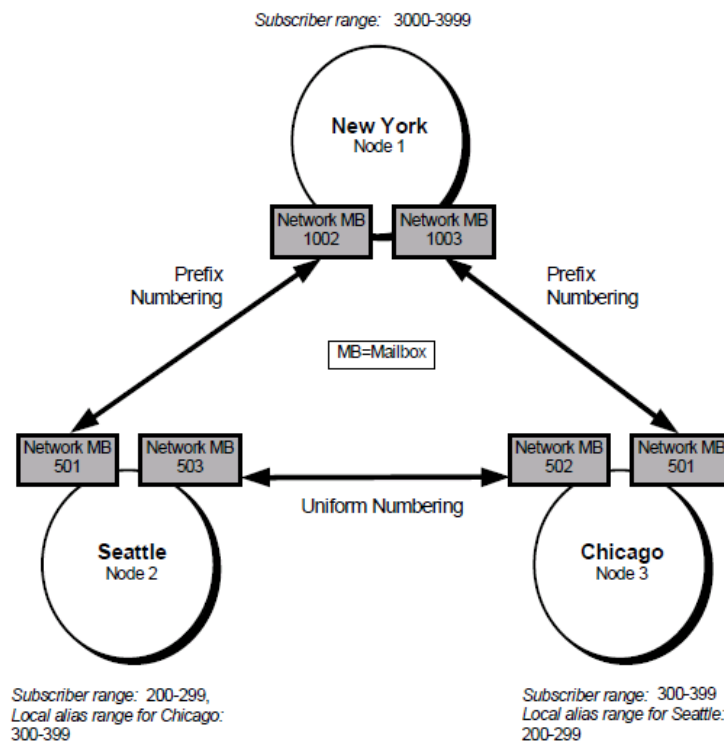 Subscriber range: 3000-3999
New York
Node 1
Network MB
1002
Network MB
1003
Prefix
Numbering
Prefix
Numbering
MB=Mailbox
Network MB
501
Network MB
503
Network MB
502
Network MB
501
Uniform Numbering
Seattle
Node 2
Chicago
Node 3
Subscriber range: 200-299,
Local alias range for Chicago:
300-399
Subscriber range: 300-399
Local alias range for Seattle:
200-299